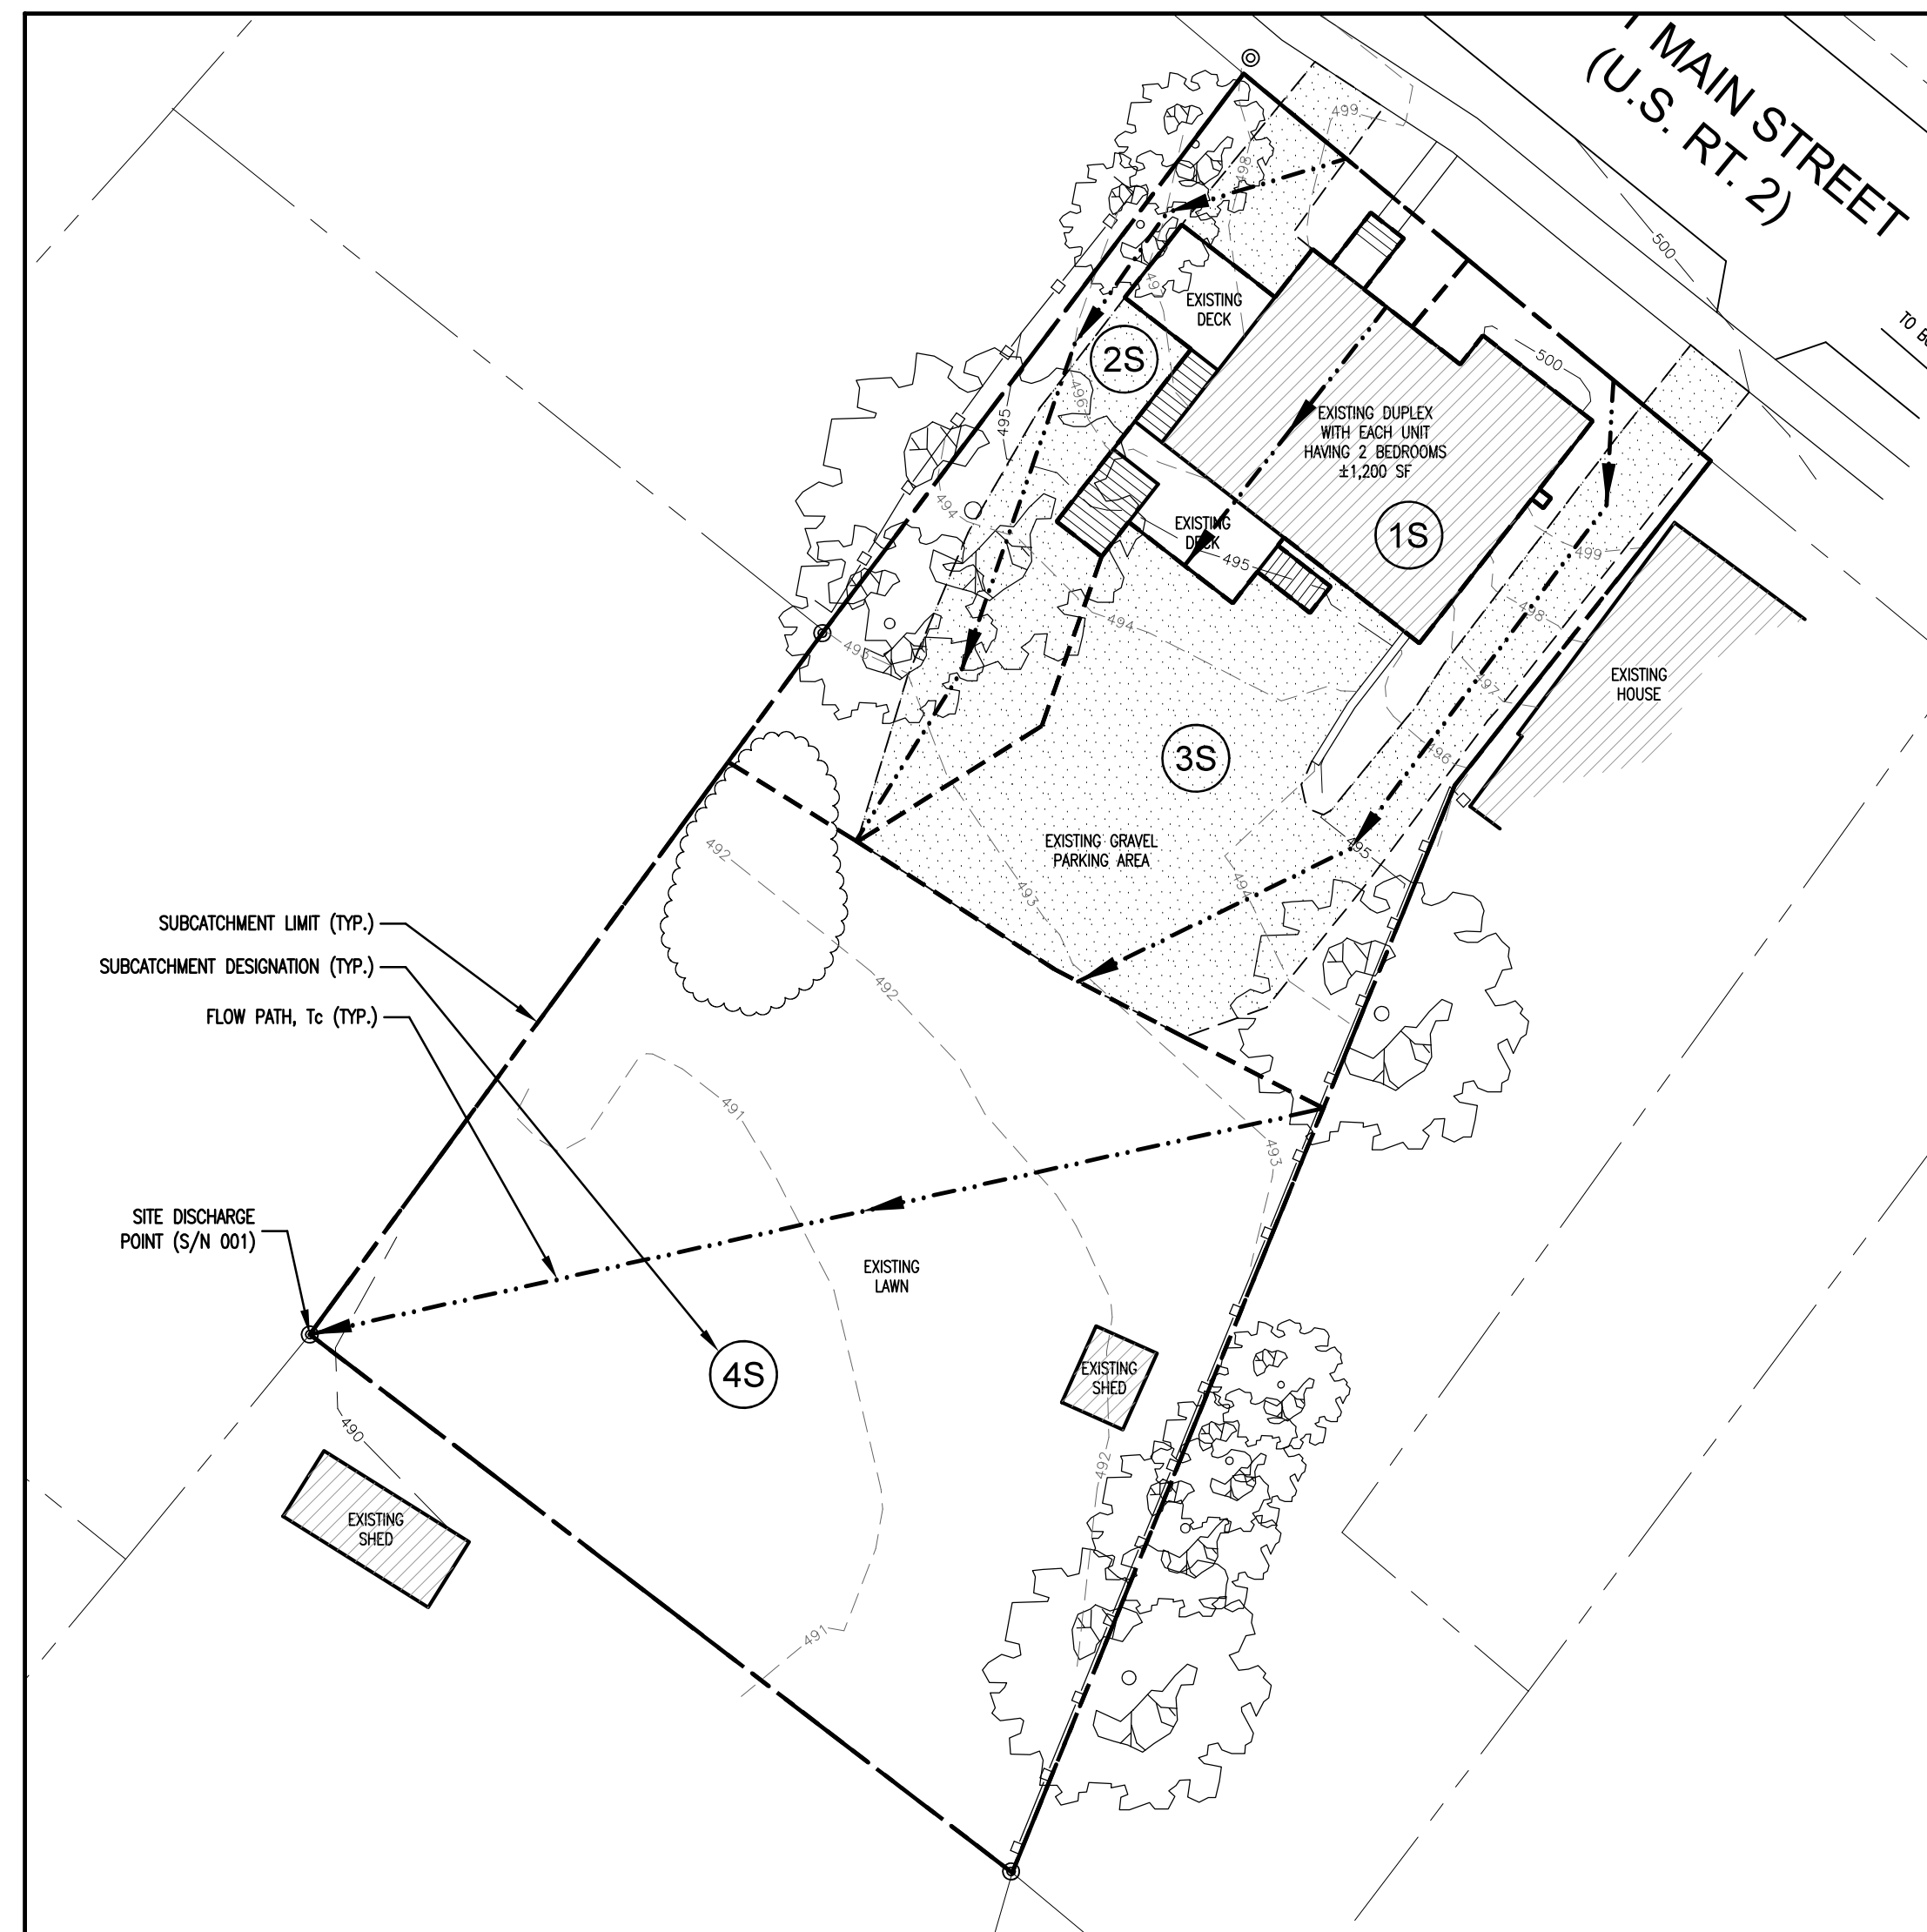 MAIN STREET
(U.S. RT. 2)
500
499
498
497
EXISTING
DECK
2S
496
495
500
EXISTING DUPLEX
WITH EACH UNIT
HAVING 2 BEDROOMS
±1,200 SF
1S
494
EXISTING
DECK
495
499
498
497
496
494
493
EXISTING
HOUSE
3S
EXISTING GRAVEL
PARKING AREA
495
494
493
492
492
SUBCATCHMENT LIMIT (TYP.)
SUBCATCHMENT DESIGNATION (TYP.)
FLOW PATH, Tc (TYP.)
491
493
SITE DISCHARGE
POINT (S/N 001)
EXISTING
LAWN
4S
EXISTING
SHED
490
492
EXISTING
SHED
491